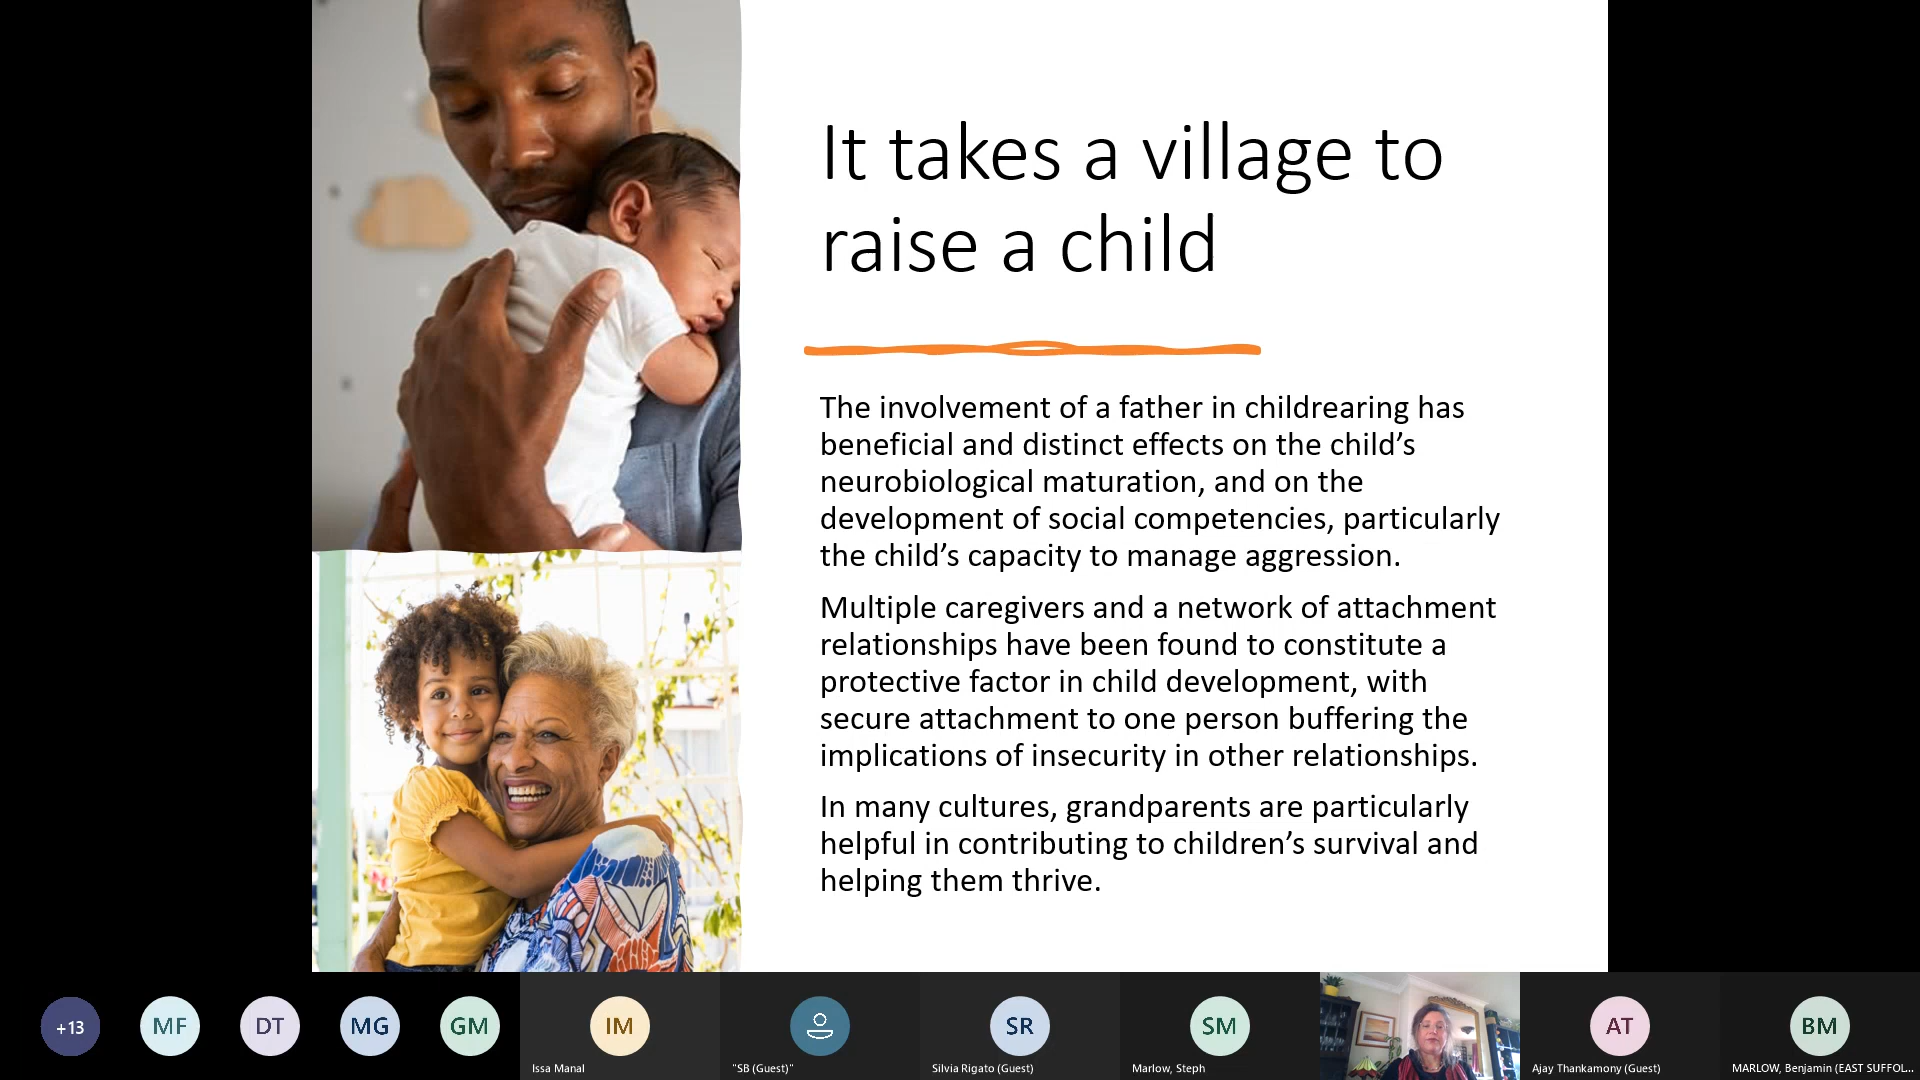 It takes a village to
raise a child
The involvement of a father in childrearing has
beneficial and distinct effects on the child’s
neurobiological maturation, and on the
development of social competencies, particularly
the child’s capacity to manage aggression.
Multiple caregivers and a network of attachment
relationships have been found to constitute a
protective factor in child development, with
secure attachment to one person buffering the
implications of insecurity in other relationships.
In many cultures, grandparents are particularly
helpful in contributing to children’s survival and
helping them thrive.
+13
MF
DT
MG
GM
IM
SR
SM
AT
BM
Issa Manal
"SB (Guest)"
Silvia Rigato (Guest)
Marlow, Steph
Ajay Thankamony (Guest)
MARLOW, Benjamin (EAST SUFFOL...